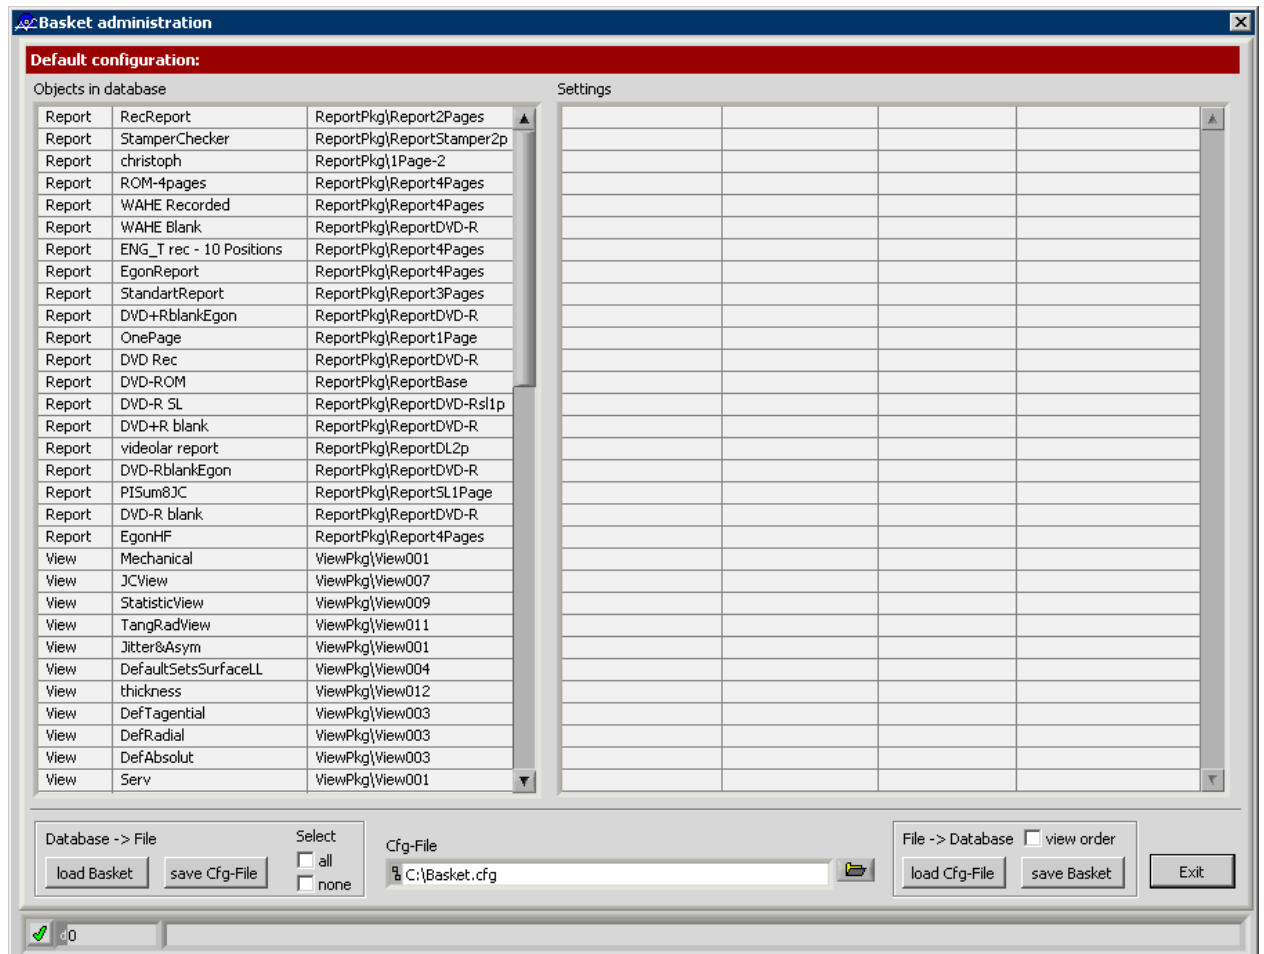 Basket administration
Default configuration:
Objects in database
Settings
Report RecReport ReportPkg\Report2Pages
Report StamperChecker ReportPkg\ReportStamper2p
Report christoph ReportPkg\1Page-2
Report ROM-4pages ReportPkg\Report4Pages
Report WAHE Recorded ReportPkg\Report4Pages
Report WAHE Blank ReportPkg\ReportDVD-R
Report ENG_T rec - 10 Positions ReportPkg\Report4Pages
Report EgonReport ReportPkg\Report4Pages
Report StandartReport ReportPkg\Report3Pages
Report DVD+RblankEgon ReportPkg\ReportDVD-R
Report OnePage ReportPkg\Report1Page
Report DVD Rec ReportPkg\ReportDVD-R
Report DVD-ROM ReportPkg\ReportBase
Report DVD-R SL ReportPkg\ReportDVD-Rsl1p
Report DVD+R blank ReportPkg\ReportDVD-R
Report videolar report ReportPkg\ReportDL2p
Report DVD-RblankEgon ReportPkg\ReportDVD-R
Report PISum8JC ReportPkg\ReportSL1Page
Report DVD-R blank ReportPkg\ReportDVD-R
Report EgonHF ReportPkg\Report4Pages
View Mechanical ViewPkg\View001
View JCView ViewPkg\View007
View StatisticView ViewPkg\View009
View TangRadView ViewPkg\View011
View Jitter&Asym ViewPkg\View001
View DefaultSetsSurfaceLL ViewPkg\View004
View thickness ViewPkg\View012
View DefTagential ViewPkg\View003
View DefRadial ViewPkg\View003
View DefAbsolut ViewPkg\View003
View Serv ViewPkg\View001
Database -> File
Select
all
none
load Basket
save Cfg-File
Cfg-File
C:\Basket.cfg
File -> Database
view order
load Cfg-File
save Basket
Exit
d0